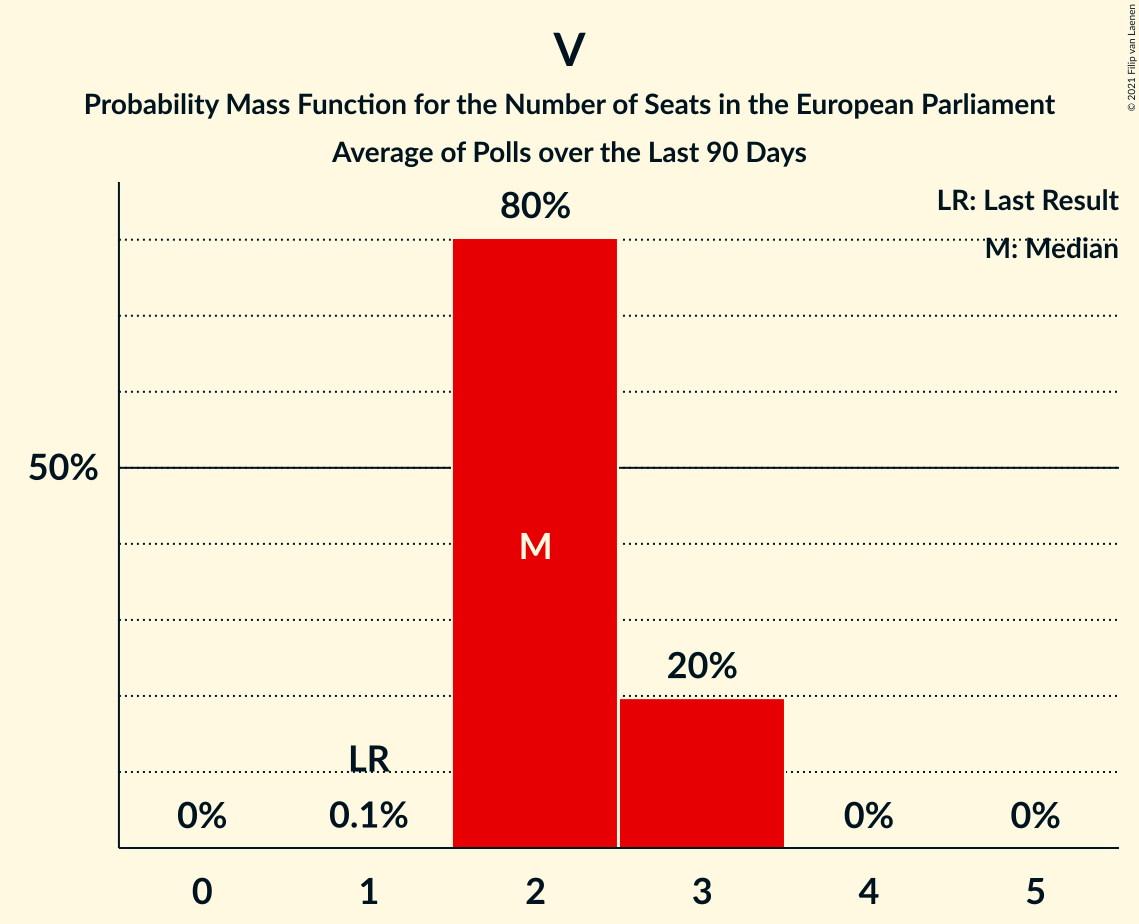 V
Probability Mass Function for the Number of Seats in the European Parliament
Average of Polls over the Last 90 Days
© 2021 Filip van Laenen
LR: Last Result
M: Median
80%
50%
M
20%
LR
0%
0.1%
0%
0%
0 1 2 3 4 5